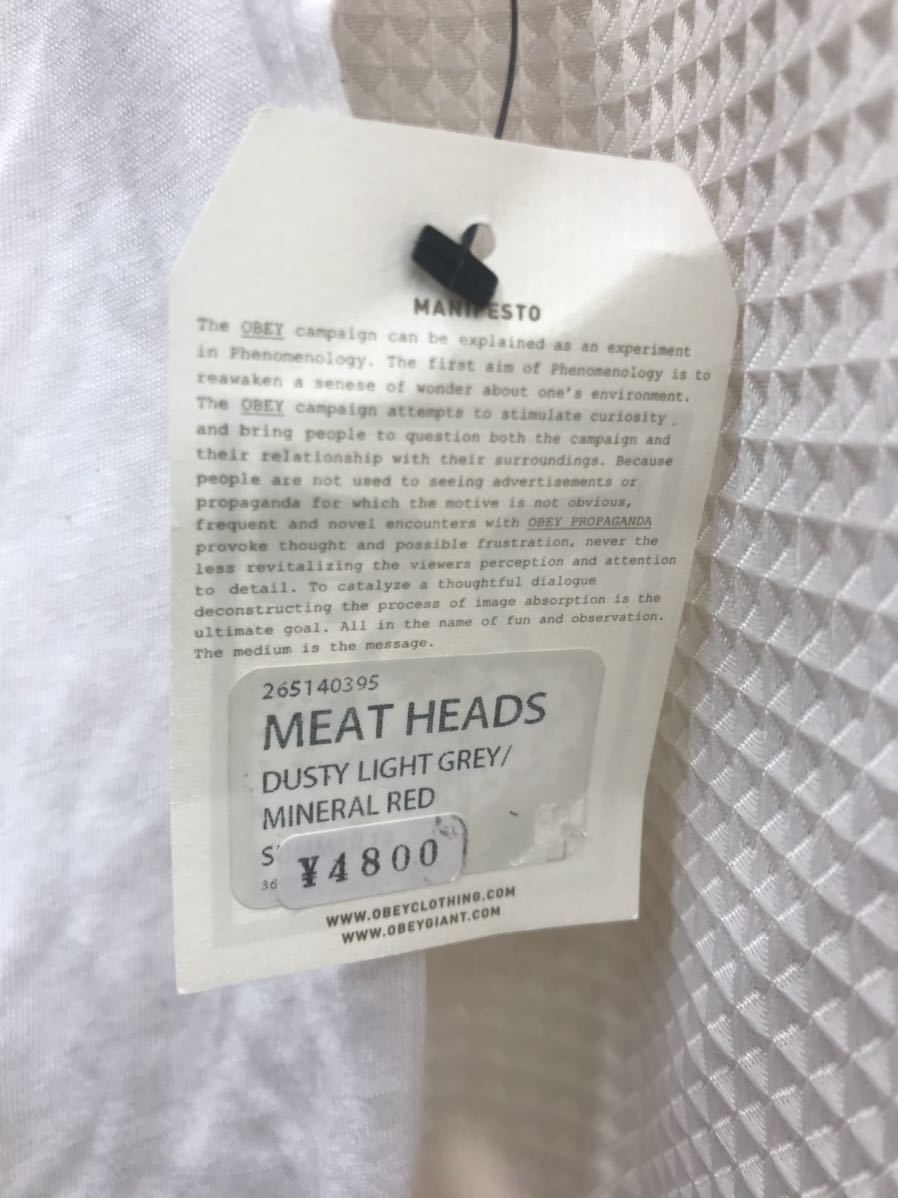 MANIFESTO
The OBEY campaign can be explained as an experiment
in Phenomenology. The first aim of Phenomenology is to
reawaken a senese of wonder about one's environment.
The OBEY campaign attempts to stimulate curiosity
and bring people to question both the campaign and
their relationship with their surroundings. Because
people are not used to seeing advertisements or
propaganda for which the motive is not obvious,
frequent and novel encounters with OBEY PROPAGANDA
provoke thought and possible frustration, never the
less revitalizing the viewers perception and attention
to detail. To catalyze a thoughtful dialogue
deconstructing the process of image absorption is the
ultimate goal. All in the name of fun and observation.
The medium is the message.
265140395
MEAT HEADS
DUSTY LIGHT GREY/
MINERAL RED
¥4800
WWW.OBEYCLOTHING.COM
WWW.OBEYGIANT.COM